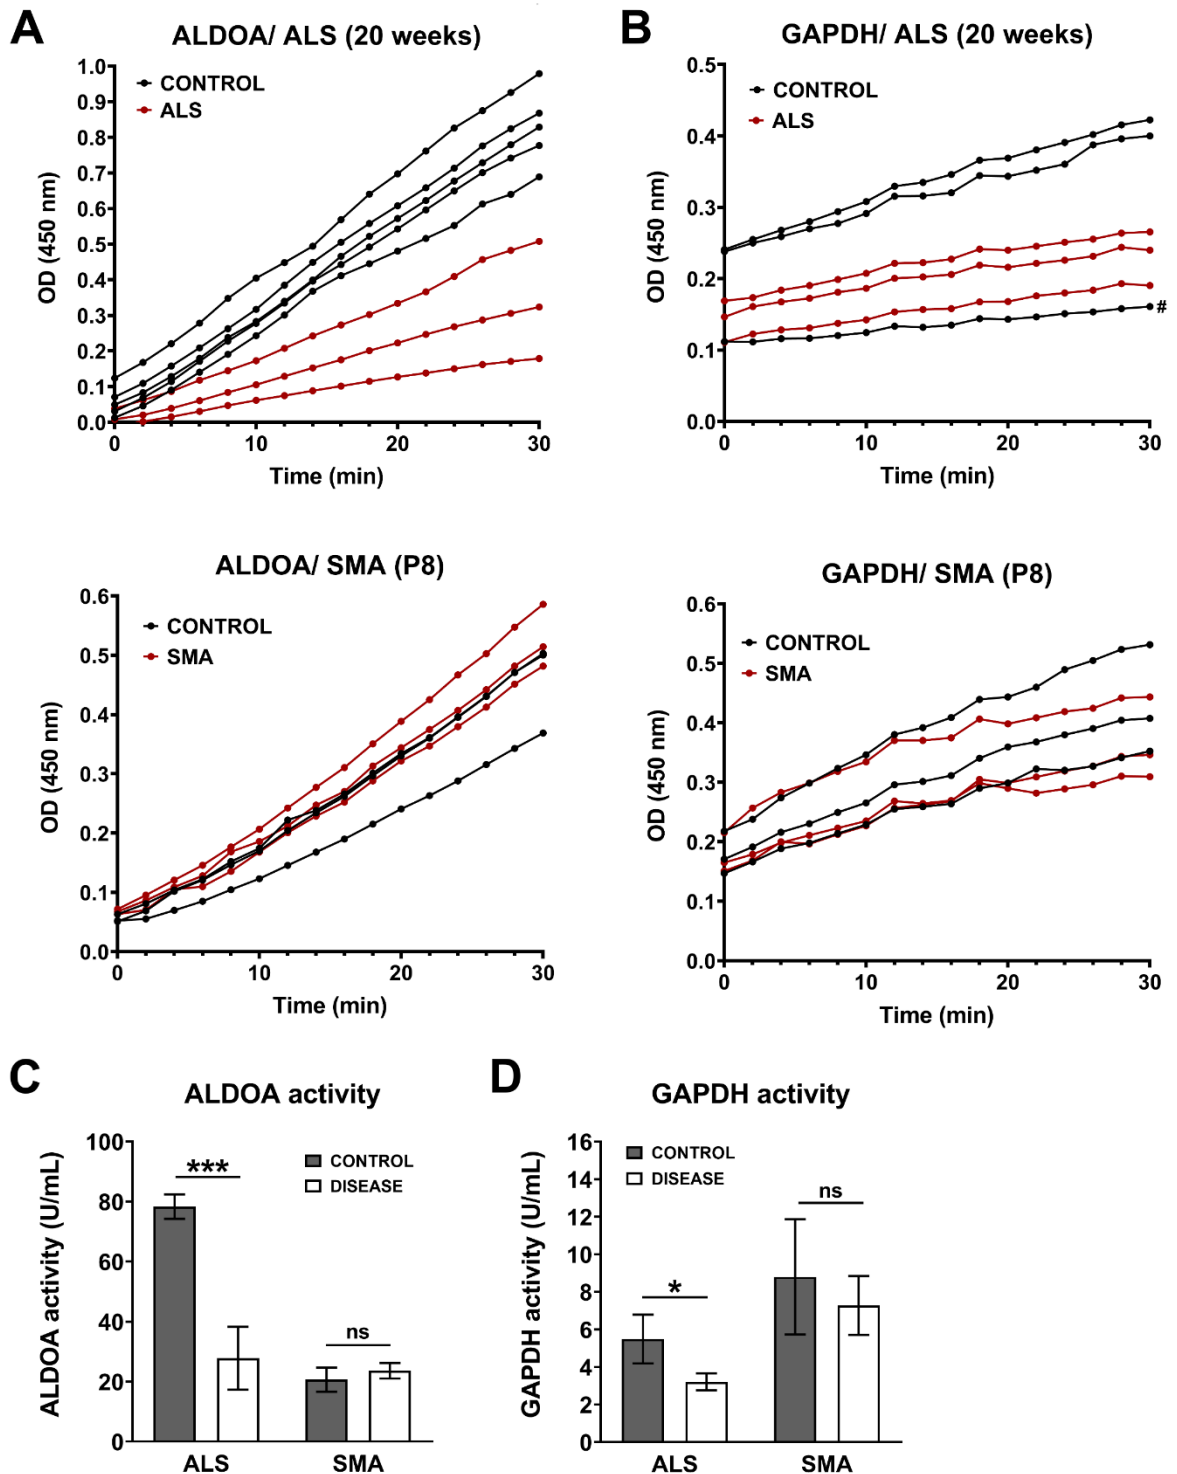 A
ALDOA/ ALS (20 weeks)
CONTROL
ALS
OD (450 nm)
1.0
0.9
0.8
0.7
0.6
0.5
0.4
0.3
0.2
0.1
0.0
0 10 20 30
Time (min)
B
GAPDH/ ALS (20 weeks)
CONTROL
ALS
OD (450 nm)
0.5
0.4
0.3
0.2
0.1
0.0
#
0 10 20 30
Time (min)
ALDOA/ SMA (P8)
CONTROL
SMA
OD (450 nm)
0.6
0.5
0.4
0.3
0.2
0.1
0.0
0 10 20 30
Time (min)
GAPDH/ SMA (P8)
CONTROL
SMA
OD (450 nm)
0.6
0.5
0.4
0.3
0.2
0.1
0.0
0 10 20 30
Time (min)
C
ALDOA activity
ALDOA activity (U/mL)
100
80
60
40
20
0
CONTROL
DISEASE
***
ns
ALS SMA
D
GAPDH activity
GAPDH activity (U/mL)
16
14
12
10
8
6
4
2
0
CONTROL
DISEASE
*
ns
ALS SMA